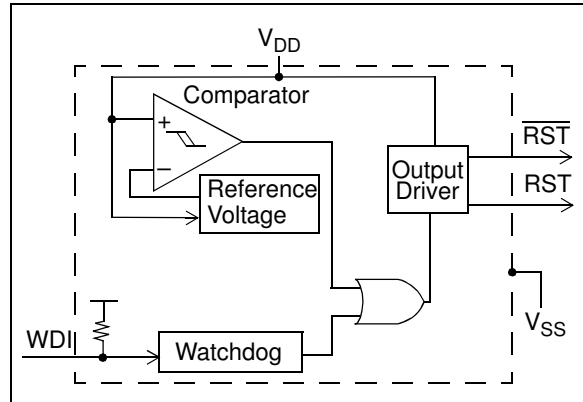 VDD
Comparator
+
−
Reference
Voltage
Output
Driver
RST
RST
VSS
WDI
Watchdog